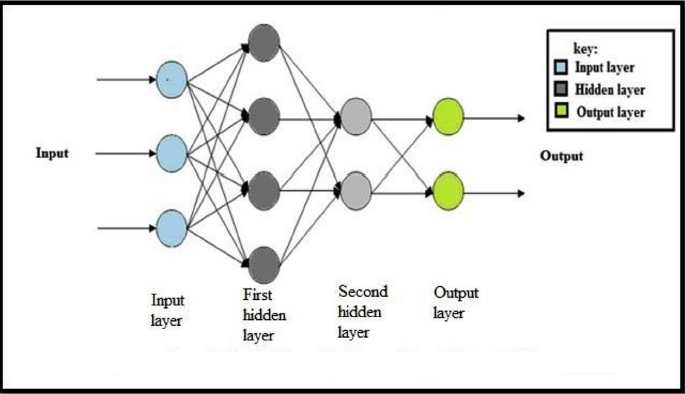 key:
Input layer
Hidden layer
Output layer
Input
Output
Input
layer
First
hidden
layer
Second
hidden
layer
Output
layer